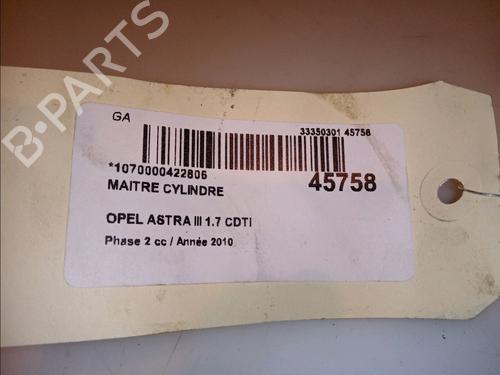 B-PARTS
GA
33350301 45758
*1070000422806
MAITRE CYLINDRE
45758
OPEL ASTRA III 1.7 CDTI
Phase 2 cc / Année 2010